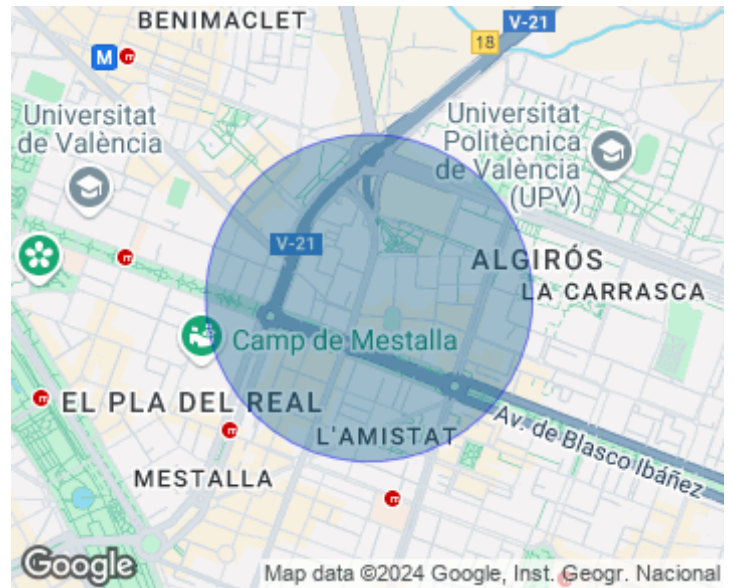 BENIMACLET
V-21
18
M
Universitat
de València
Universitat
Politècnica
de València
(UPV)
V-21
ALGIRÓS
LA CARRASCA
Camp de Mestalla
EL PLA DEL REAL
L'AMISTAT
Av. de Blasco Ibáñez
MESTALLA
Google
Map data ©2024 Google, Inst. Geogr. Nacional